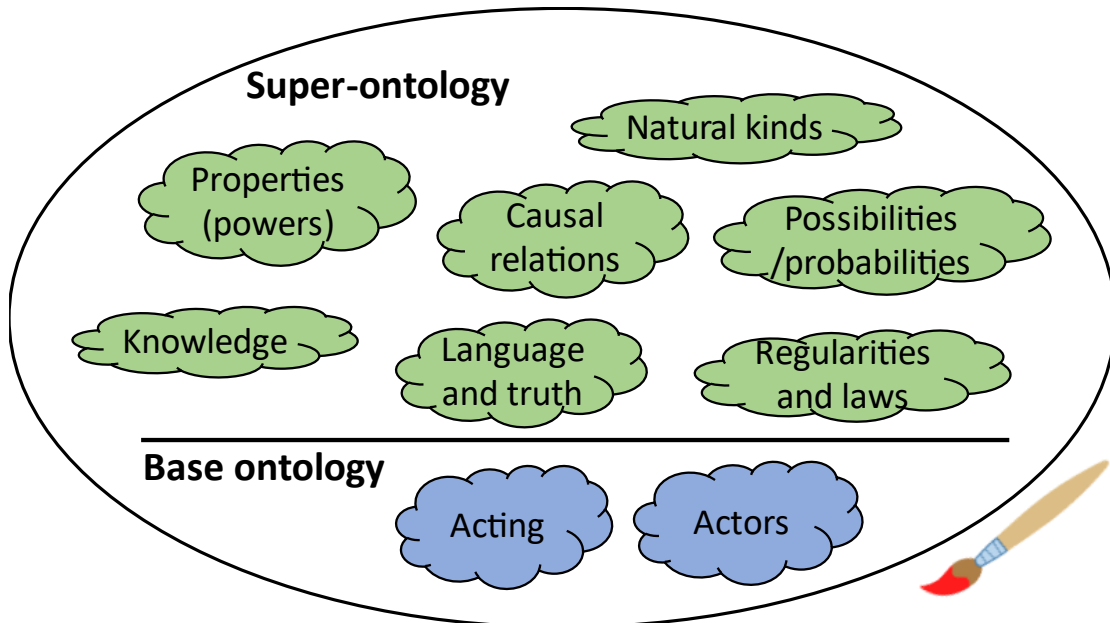 Super-ontology
Natural kinds
Properties
(powers)
Causal
relations
Possibilities
/probabilities
Knowledge
Language
and truth
Regularities
and laws
Base ontology
Acting
Actors